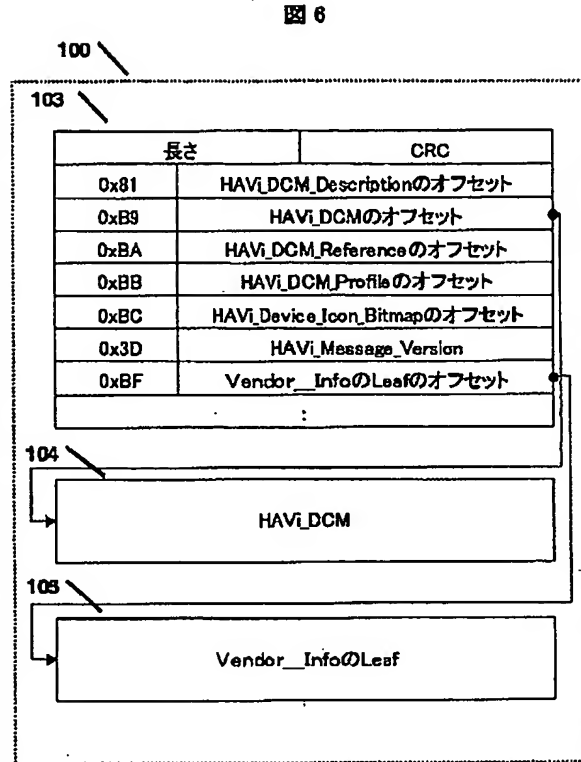 図 6
100
103
長さ CRC
0x81 HAVi_DCM_Descriptionのオフセット
0xB9 HAVi_DCMのオフセット
0xBA HAVi_DCM_Referenceのオフセット
0xBB HAVi_DCM_Profileのオフセット
0xBC HAVi_Device_Icon_Bitmapのオフセット
0x3D HAVi_Message_Version
0xBF Vendor__InfoのLeafのオフセット
:
104
HAVi_DCM
105
Vendor__InfoのLeaf